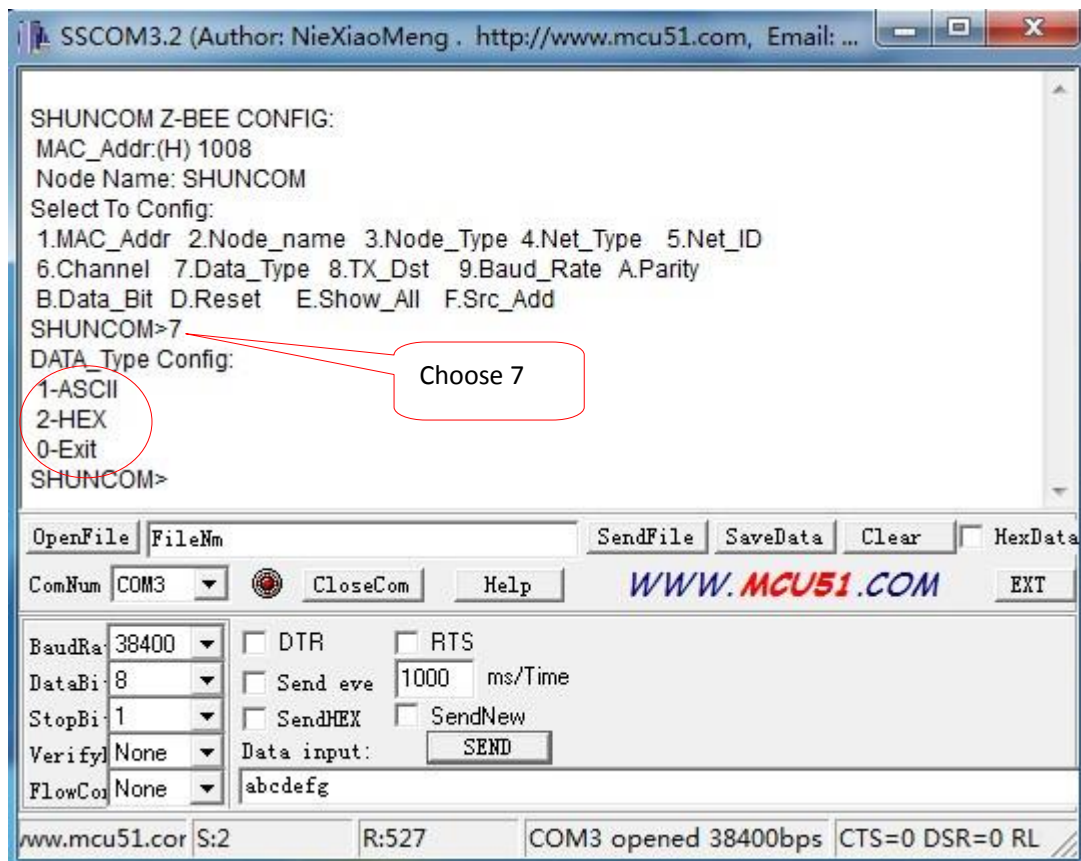 SSCOM3.2 (Author: NieXiaoMeng . http://www.mcu51.com, Email: ...
SHUNCOM Z-BEE CONFIG:
MAC_Addr:(H) 1008
Node Name: SHUNCOM
Select To Config:
1.MAC_Addr 2.Node_name 3.Node_Type 4.Net_Type 5.Net_ID
6.Channel 7.Data_Type 8.TX_Dst 9.Baud_Rate A.Parity
B.Data_Bit D.Reset E.Show_All F.Src_Add
SHUNCOM>7
DATA_Type Config:
1-ASCII
2-HEX
0-Exit
SHUNCOM>
Choose 7
OpenFile FileNm SendFile SaveData Clear HexData
ComNum COM3 CloseCom Help WWW.MCU51.COM EXT
BaudRa 38400 DTR RTS
DataBi 8 Send eve 1000 ms/Time
StopBi 1 SendHEX SendNew
Verify None Data input: SEND
FlowCo None abcdefg
www.mcu51.cor S:2 R:527 COM3 opened 38400bps CTS=0 DSR=0 RL